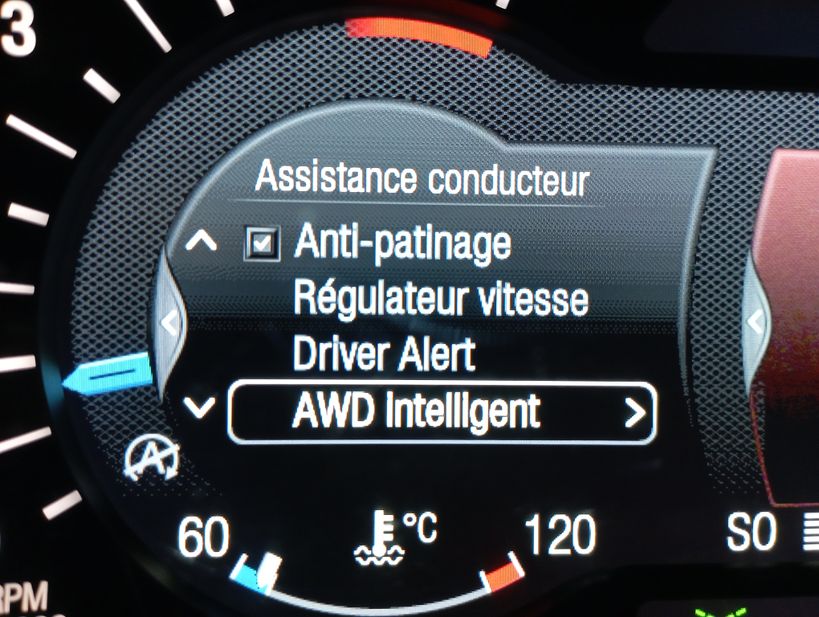 3
Assistance conducteur
Anti-patinage
Régulateur vitesse
Driver Alert
AWD Intelligent
A
60 °C 120 SO
RPM